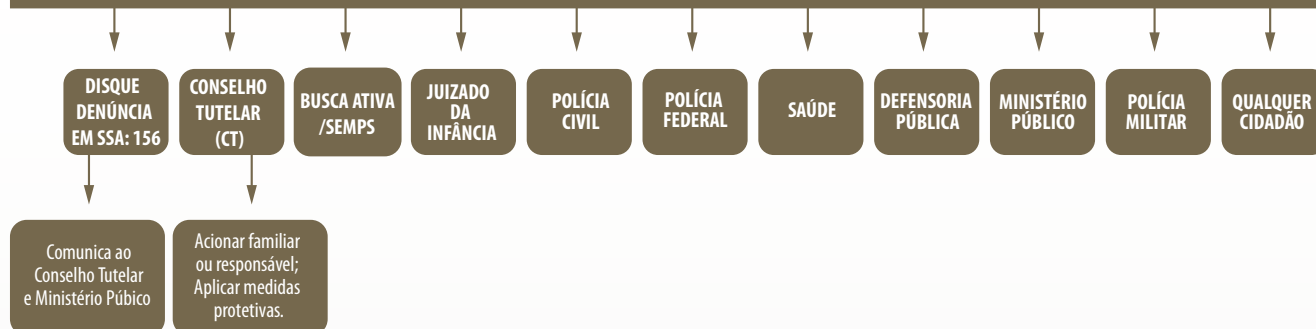 DISQUE
DENÚNCIA
EM SSA: 156
CONSELHO
TUTELAR
(CT)
BUSCA ATIVA
/SEMPS
JUIZADO
DA
INFÂNCIA
POLÍCIA
CIVIL
POLÍCIA
FEDERAL
SAÚDE
DEFENSORIA
PÚBLICA
MINISTÉRIO
PÚBLICO
POLÍCIA
MILITAR
QUALQUER
CIDADÃO
Comunica ao
Conselho Tutelar
e Ministério Púbico
Acionar familiar
ou responsável;
Aplicar medidas
protetivas.